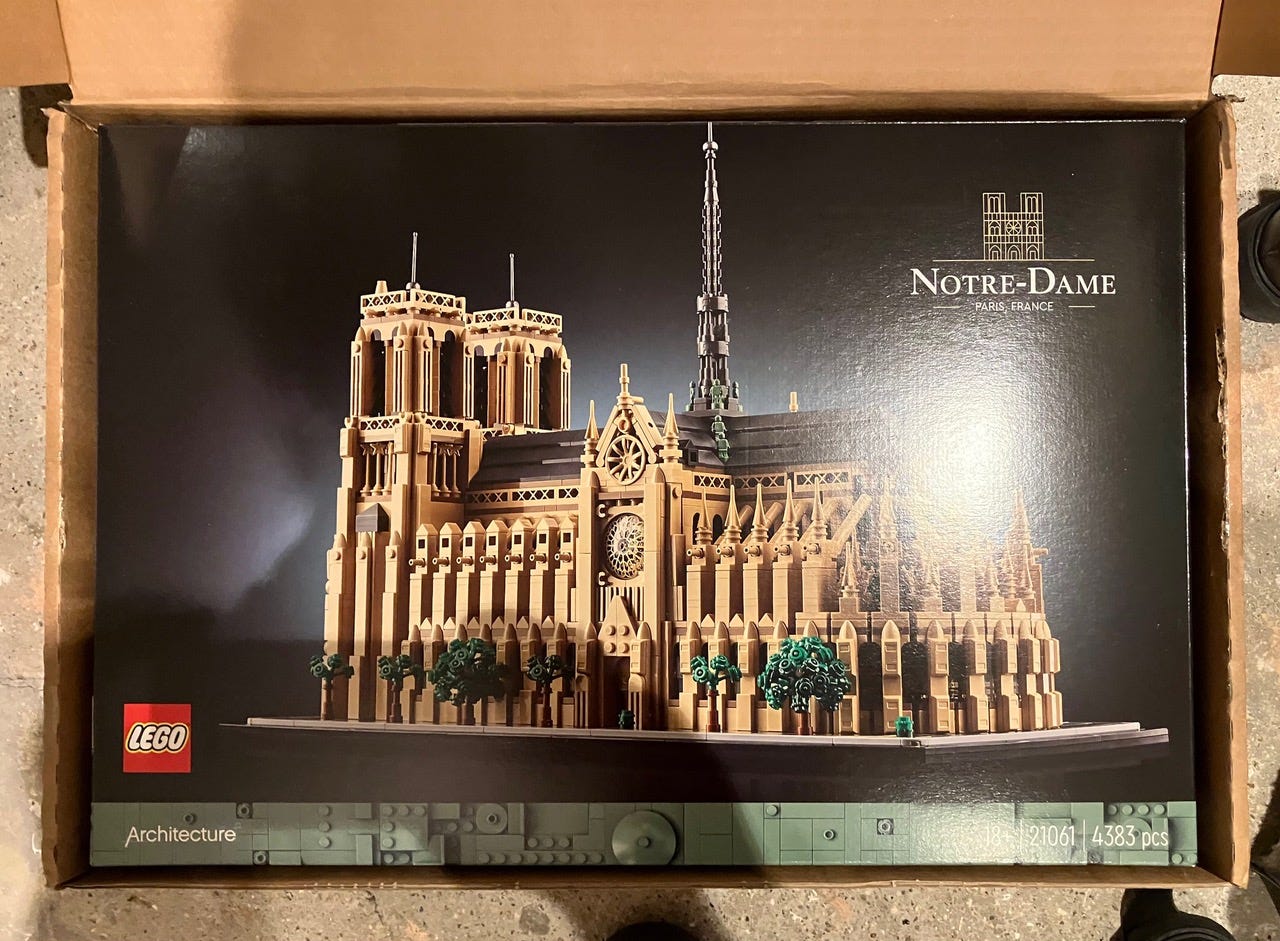 NOTRE-DAME
PARIS, FRANCE
LEGO
Architecture
18+ | 21061 | 4383 pcs